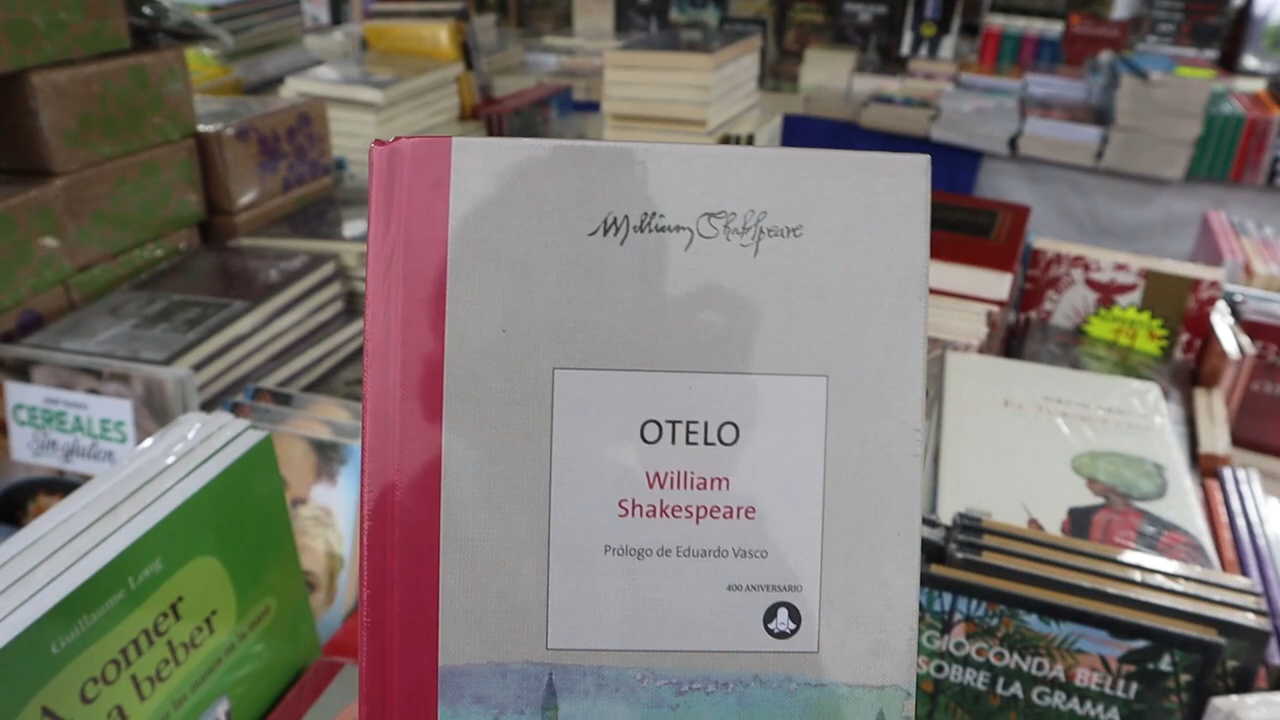 William Shakspeare
OTELO
William
Shakespeare
Prólogo de Eduardo Vasco
400 ANIVERSARIO
CEREALES
Sin gluten
Guillaume Long
A comer
a beber
GIOCONDA BELLI
SOBRE LA GRAMA